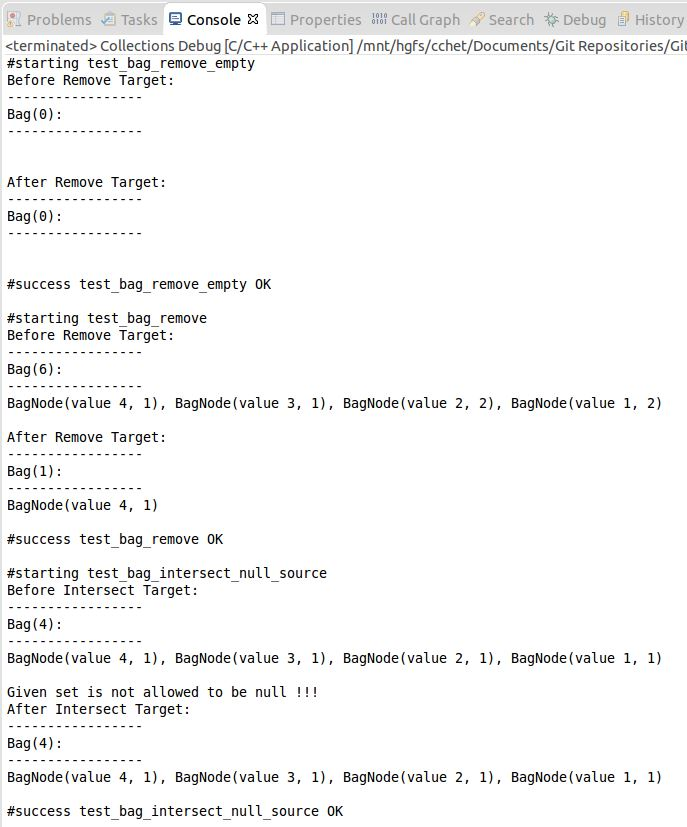 Problems Tasks Console Properties Call Graph Search Debug History
<terminated> Collections Debug [C/C++ Application] /mnt/hgfs/cchet/Documents/Git Repositories/Git
#starting test_bag_remove_empty
Before Remove Target:
-----------------
Bag(0):
-----------------
After Remove Target:
-----------------
Bag(0):
-----------------
#success test_bag_remove_empty OK
#starting test_bag_remove
Before Remove Target:
-----------------
Bag(6):
-----------------
BagNode(value 4, 1), BagNode(value 3, 1), BagNode(value 2, 2), BagNode(value 1, 2)
After Remove Target:
-----------------
Bag(1):
-----------------
BagNode(value 4, 1)
#success test_bag_remove OK
#starting test_bag_intersect_null_source
Before Intersect Target:
-----------------
Bag(4):
-----------------
BagNode(value 4, 1), BagNode(value 3, 1), BagNode(value 2, 1), BagNode(value 1, 1)
Given set is not allowed to be null !!!
After Intersect Target:
-----------------
Bag(4):
-----------------
BagNode(value 4, 1), BagNode(value 3, 1), BagNode(value 2, 1), BagNode(value 1, 1)
#success test_bag_intersect_null_source OK